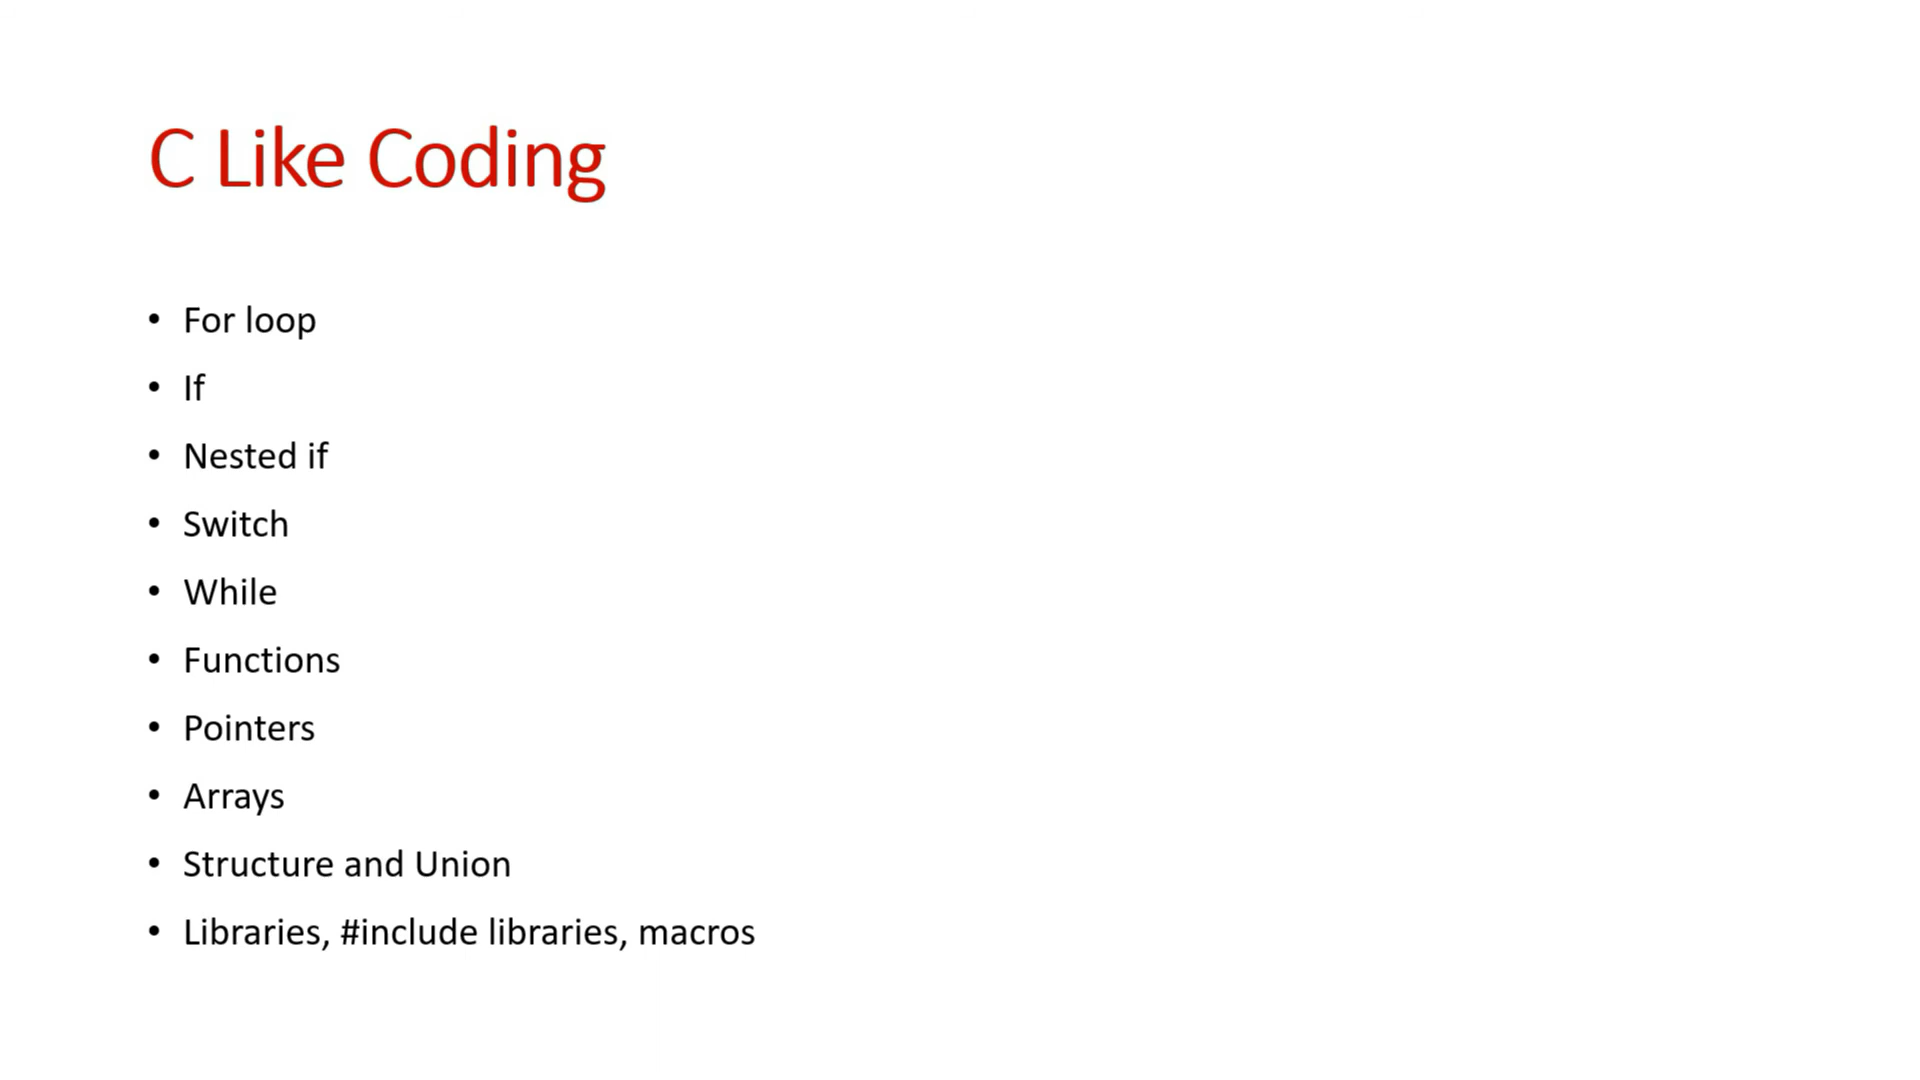 C Like Coding
• For loop
• If
• Nested if
• Switch
• While
• Functions
• Pointers
• Arrays
• Structure and Union
• Libraries, #include libraries, macros